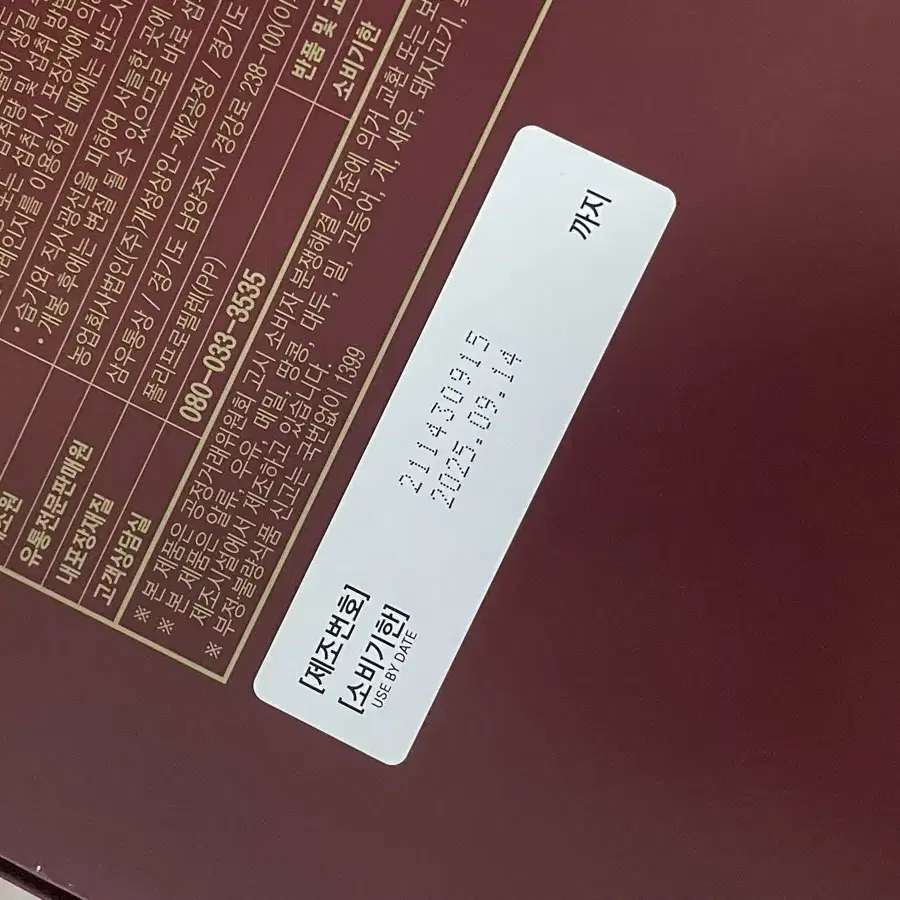 습기와 직사광선을 피하여 서늘한 곳에
개봉 후에는 변질 될 수 있으므로 바로 섭
농업회사법인(주)개성상인-제2공장 / 경기도
유통전문판매원 삼유통상 / 경기도 남양주시 경강로 238-100(이
내포장재질 폴리프로필렌(PP) 반품 및 교
고객상담실 080-033-3535 소비기한
※ 본 제품은 공정거래위원회 고시 소비자 분쟁해결 기준에 의거 교환 또는 보
※ 본 제품은 알류, 우유, 메밀, 땅콩, 대두, 밀, 고등어, 게, 새우, 돼지고기,
제조시설에서 제조하고 있습니다.
※ 부정·불량식품 신고는 국번없이 1399
[제조번호] 211430915
[소비기한] 2025.09.14 까지
USE BY DATE